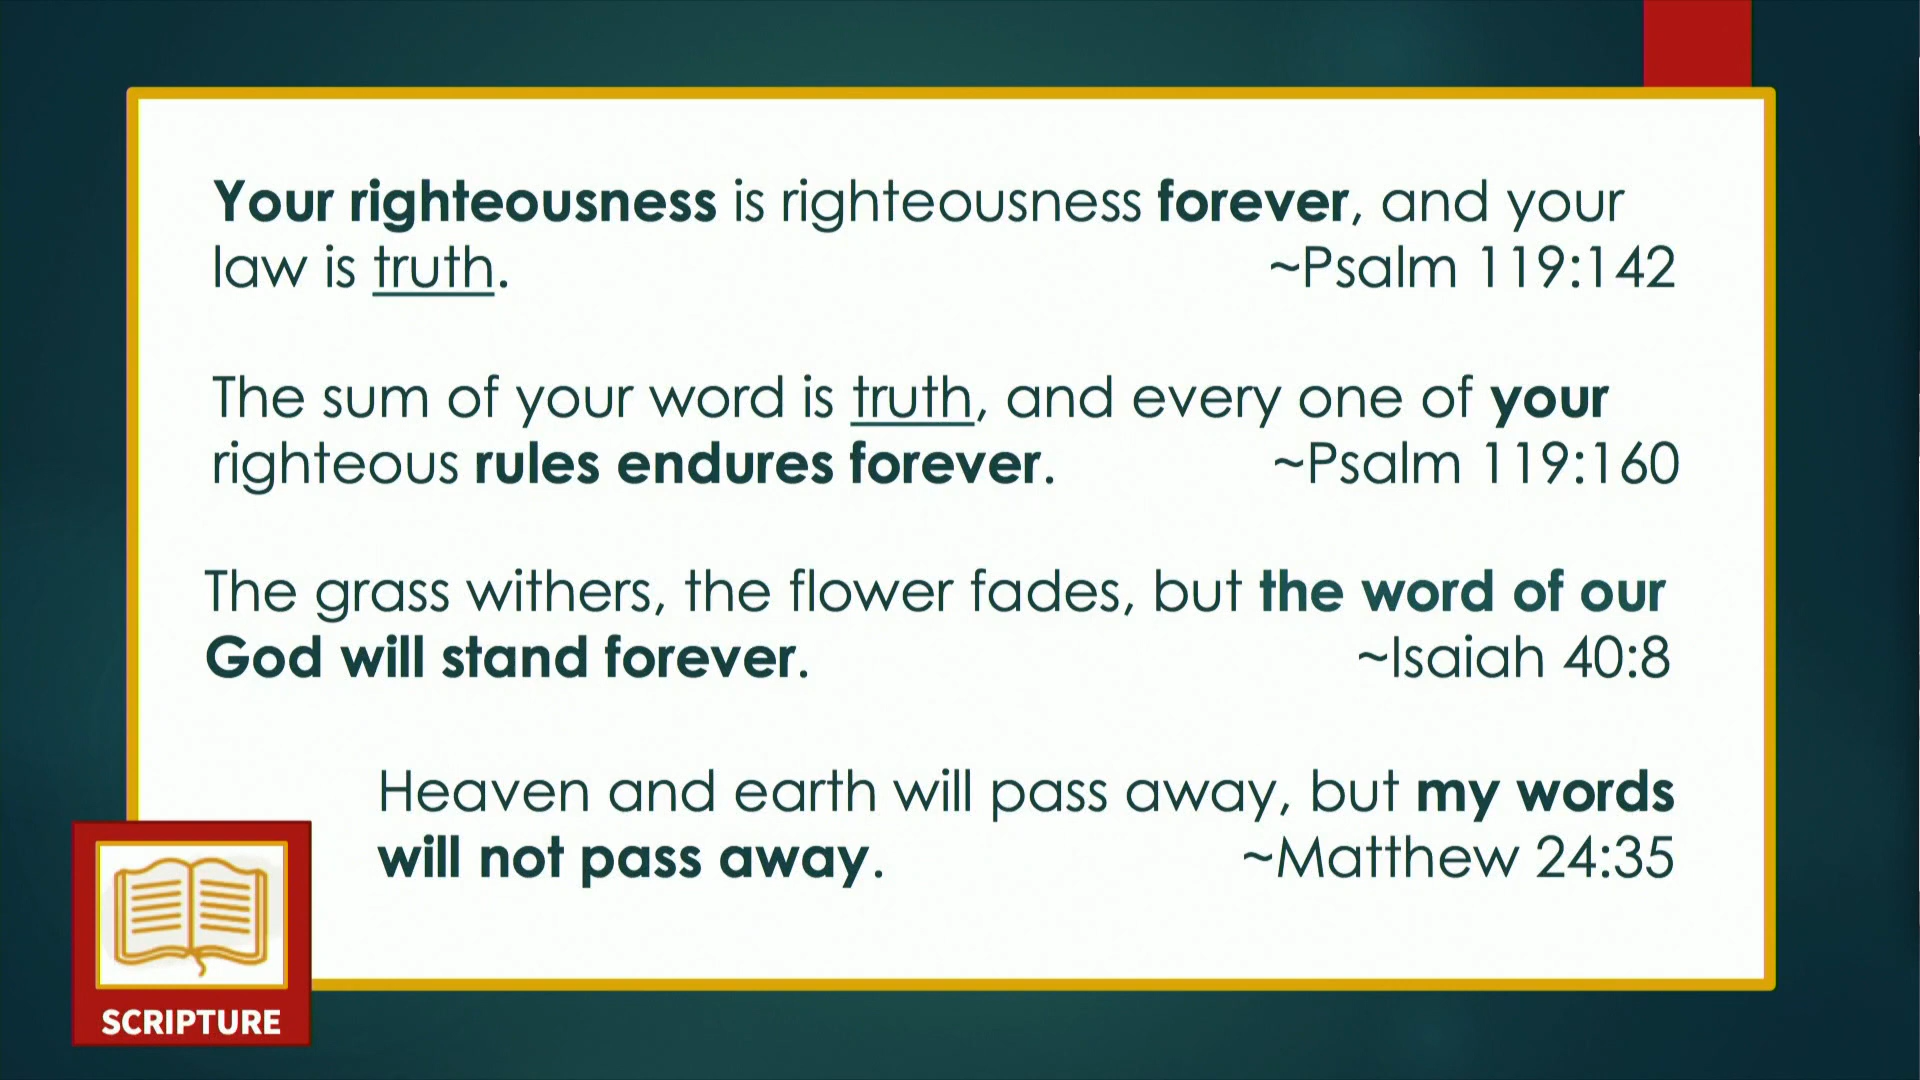 Your righteousness is righteousness forever, and your
law is truth. ~Psalm 119:142
The sum of your word is truth, and every one of your
righteous rules endures forever. ~Psalm 119:160
The grass withers, the flower fades, but the word of our
God will stand forever. ~Isaiah 40:8
Heaven and earth will pass away, but my words
will not pass away. ~Matthew 24:35
SCRIPTURE